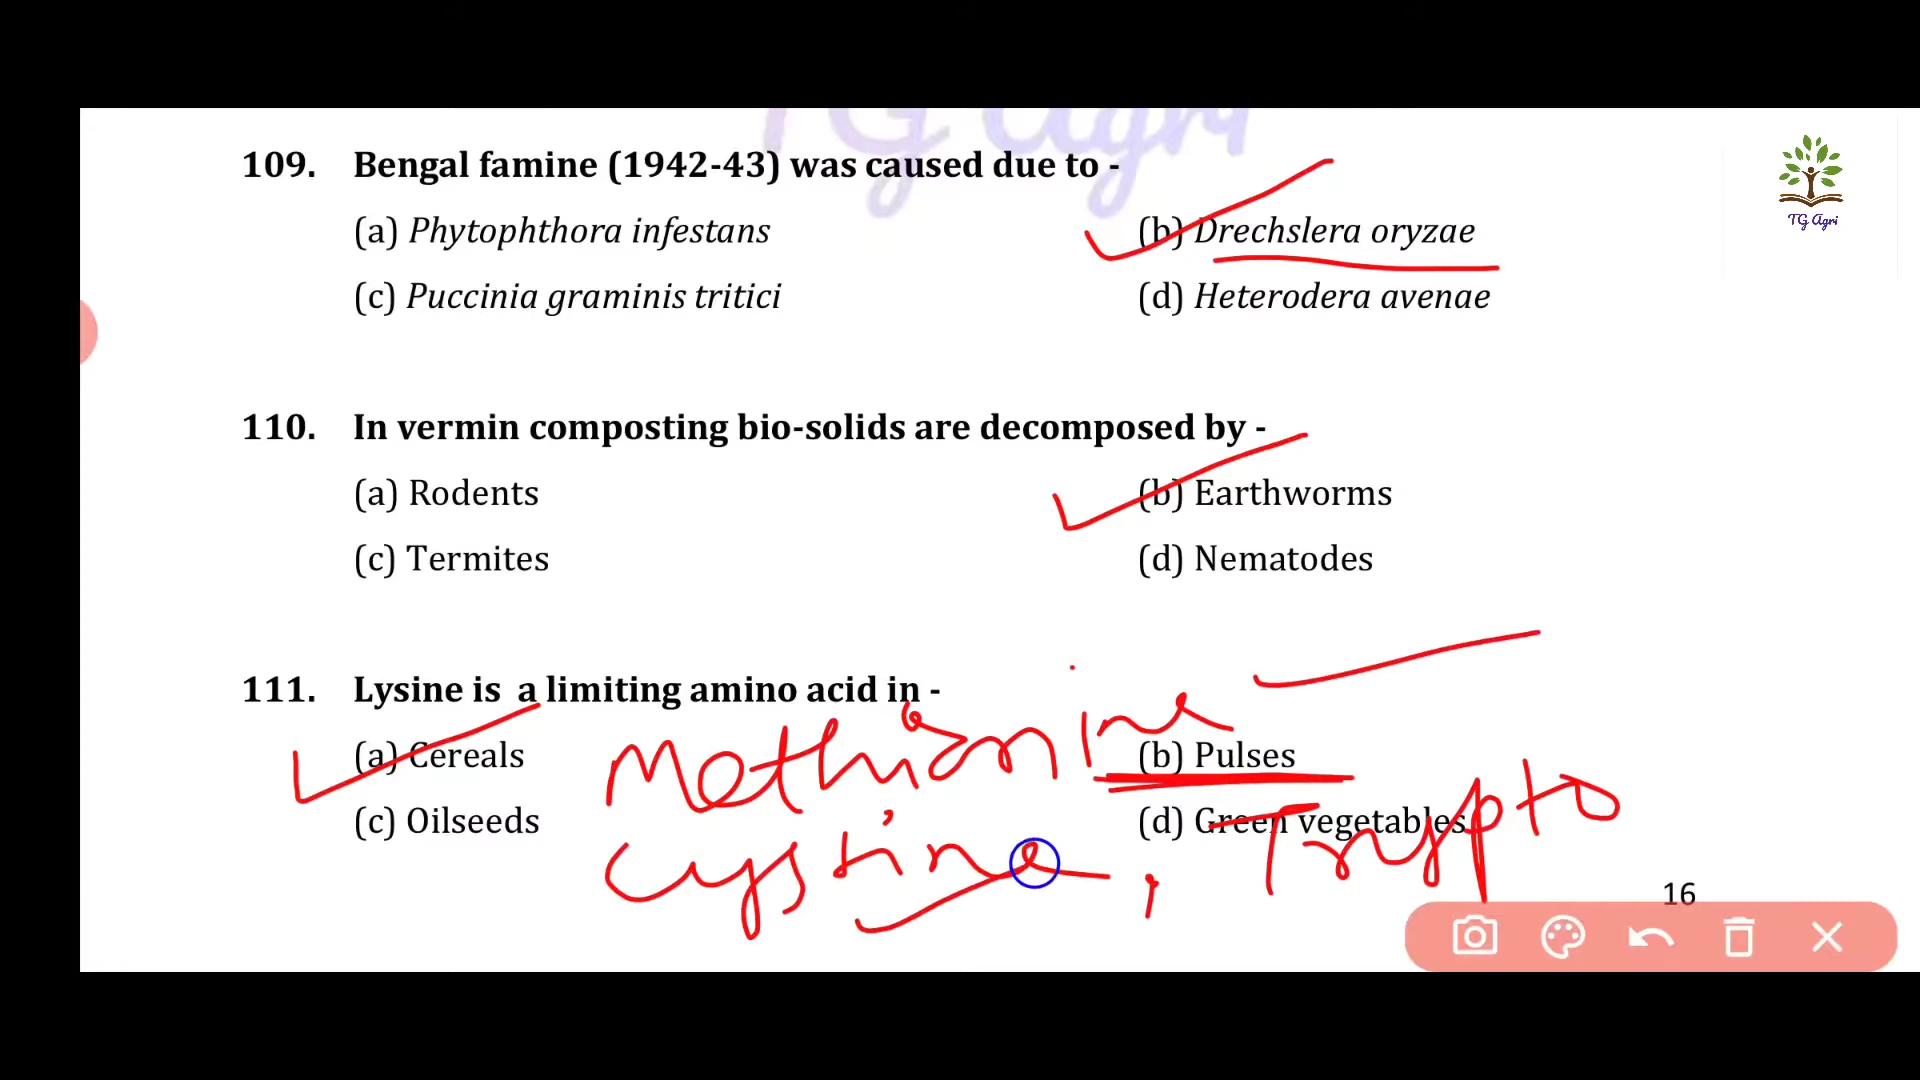 TG Agri
109. Bengal famine (1942-43) was caused due to -
(a) Phytophthora infestans (b) Drechslera oryzae
(c) Puccinia graminis tritici (d) Heterodera avenae
TG Agri
110. In vermin composting bio-solids are decomposed by -
(a) Rodents (b) Earthworms
(c) Termites (d) Nematodes
111. Lysine is a limiting amino acid in -
(a) Cereals (b) Pulses
Methionine
(c) Oilseeds (d) Green vegetables
Cystine, Trypto
16